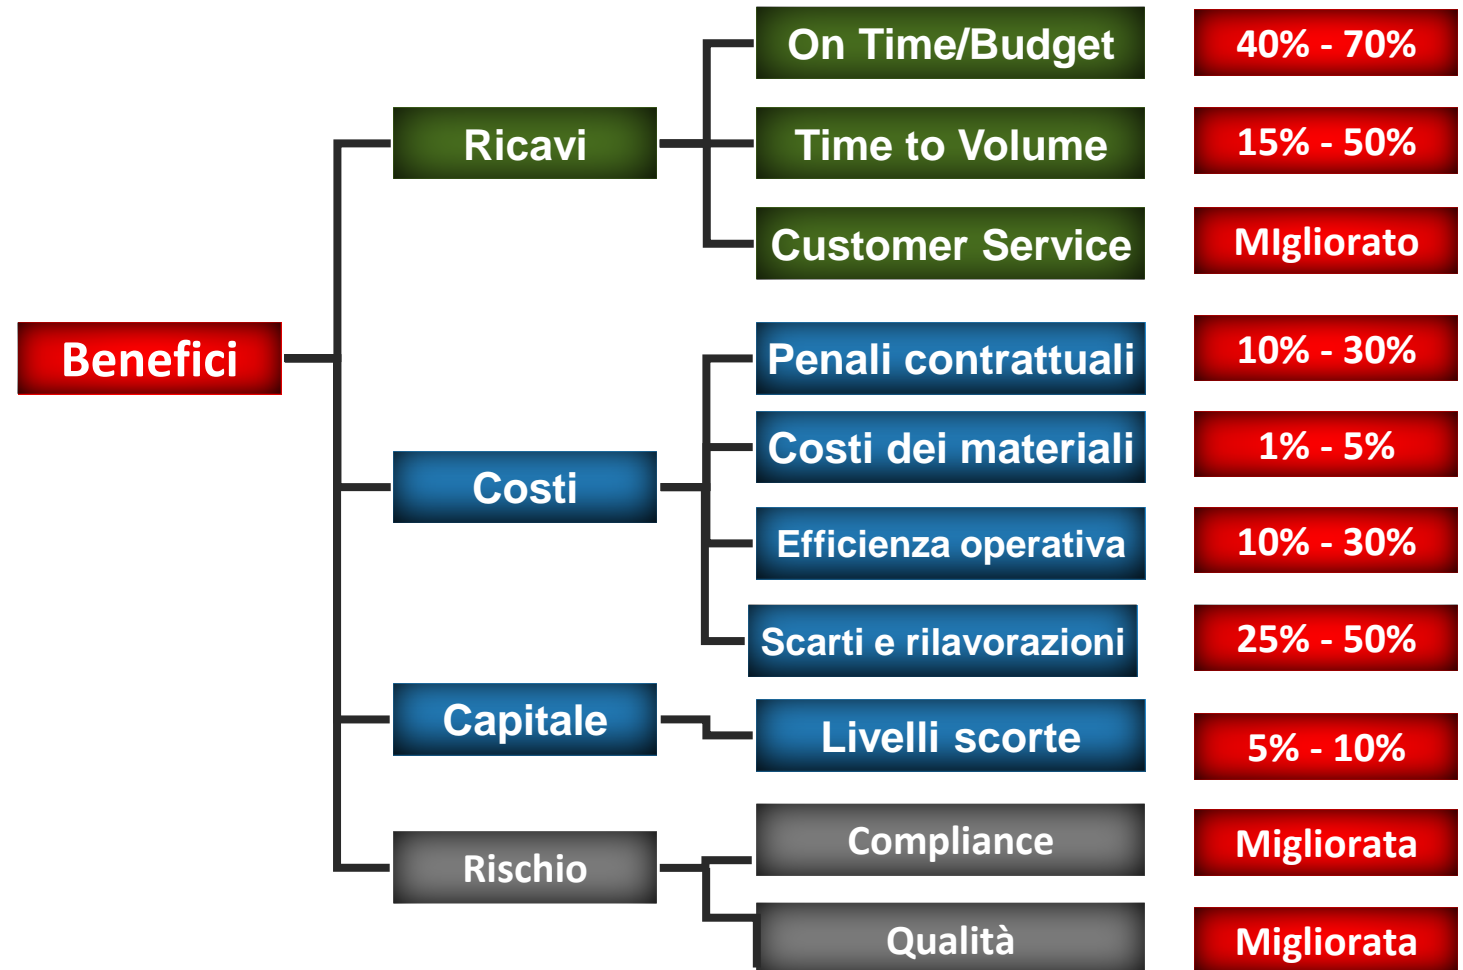 On Time/Budget
40% - 70%
Ricavi
Time to Volume
15% - 50%
Customer Service
MIgliorato
Benefici
Penali contrattuali
10% - 30%
Costi dei materiali
1% - 5%
Costi
Efficienza operativa
10% - 30%
Scarti e rilavorazioni
25% - 50%
Capitale
Livelli scorte
5% - 10%
Rischio
Compliance
Migliorata
Qualità
Migliorata